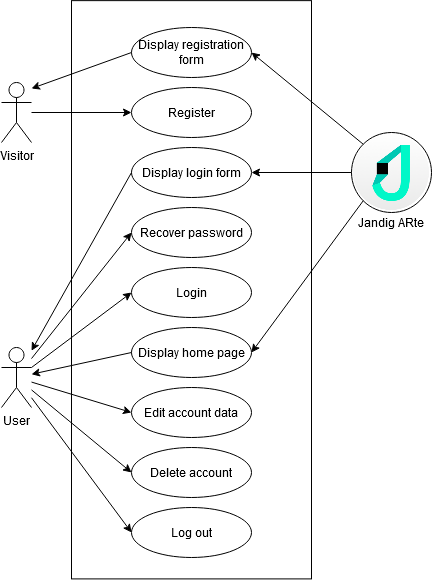 Display registration
form
Register
Visitor
Display login form
Jandig ARte
Recover password
Login
Display home page
User
Edit account data
Delete account
Log out